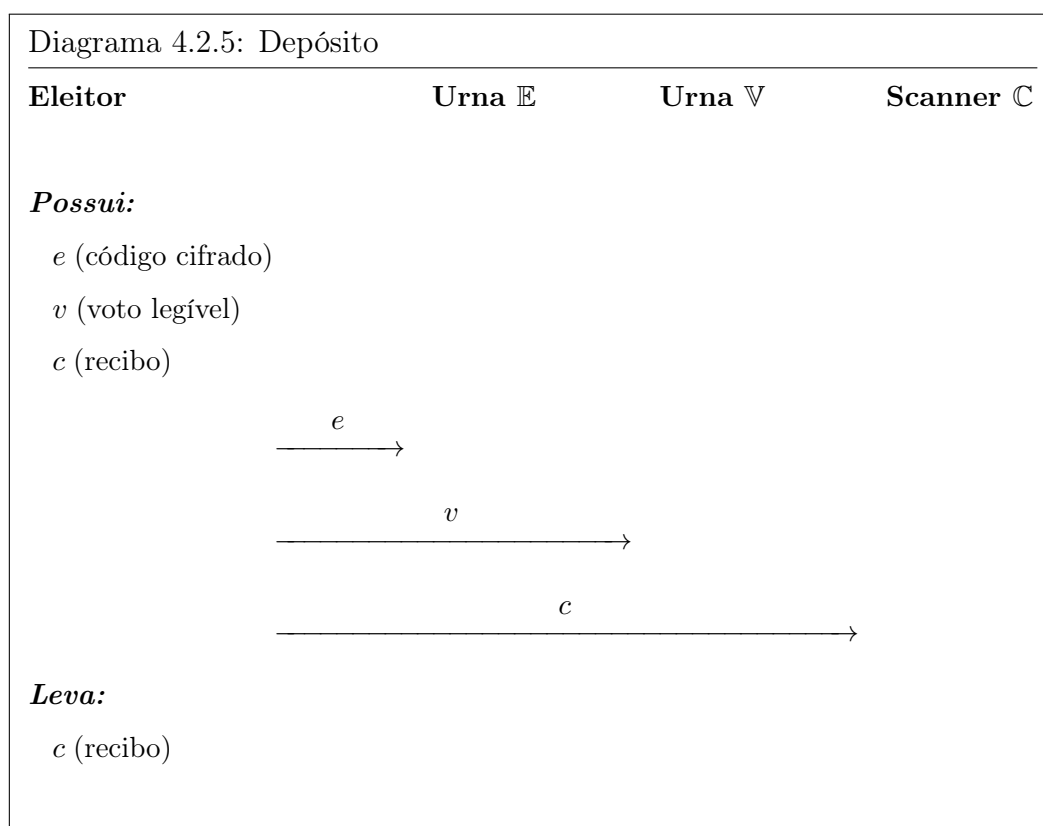 Diagrama 4.2.5: Depósito
Eleitor Urna 𝔼 Urna 𝕍 Scanner ℂ
Possui:
e (código cifrado)
v (voto legível)
c (recibo)
e
v
c
Leva:
c (recibo)